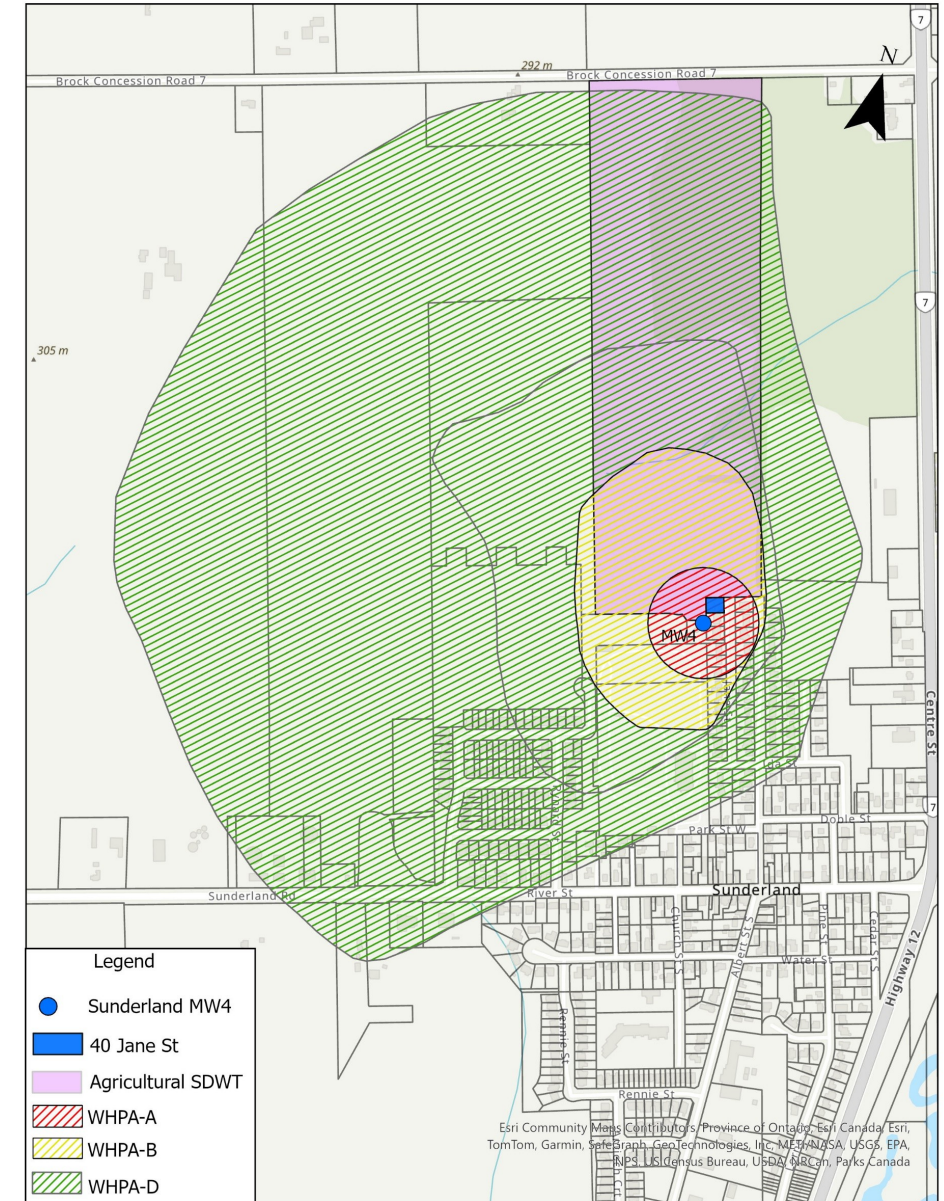 7
N
292 m
Brock Concession Road 7
Brock Concession Road 7
7
305 m
MW4
Centre St
7
Doble St
Park St W
Sunderland Rd
River St
Sunderland
Church St S
Albert St S
Pine St S
Cedar St S
Water St
Highway 12
Rennie St
Rennie St
Legend
Sunderland MW4
40 Jane St
Agricultural SDWT
WHPA-A
WHPA-B
WHPA-D
Esri Community Maps Contributors, Province of Ontario, Esri Canada, Esri,
TomTom, Garmin, SafeGraph, GeoTechnologies, Inc, METI/NASA, USGS, EPA,
NPS, US Census Bureau, USDA, NRCan, Parks Canada